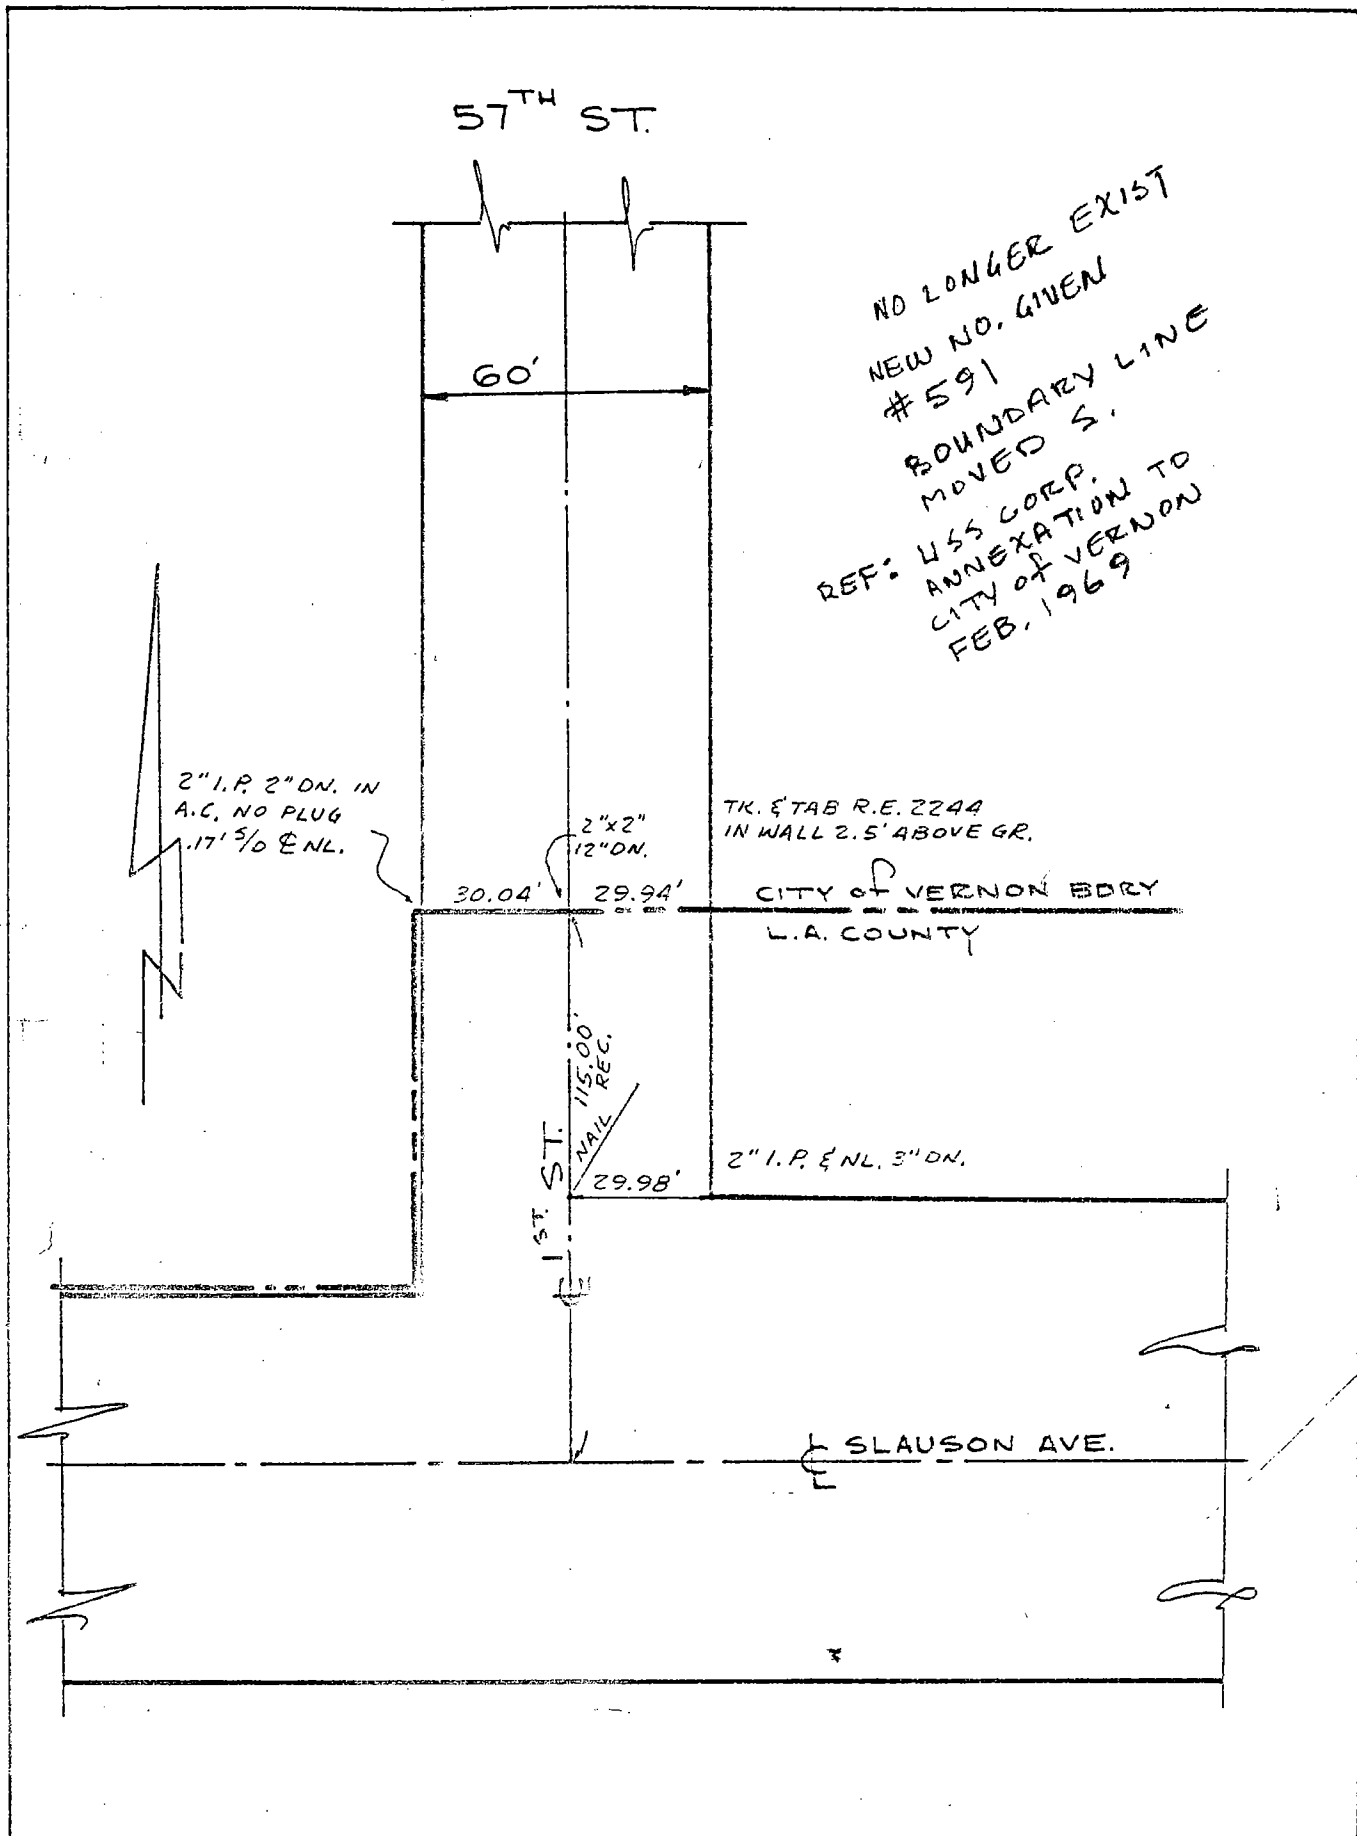 57TH ST.
NO LONGER EXIST
NEW NO. GIVEN
# 591
BOUNDARY LINE
MOVED S.
REF: USS CORP.
ANNEXATION TO
CITY of VERNON
FEB. 1969
60'
2" I.P. 2" DN. IN
A.C. NO PLUG
.17' S/O ℄ NL.
2"x2"
12" DN.
TK. & TAB R.E. 2244
IN WALL 2.5' ABOVE GR.
30.04'
29.94'
CITY of VERNON BDRY
L.A. COUNTY
115.00'
REC.
NAIL
1ST. ST.
29.98'
2" I.P. & NL. 3" DN.
℄ SLAUSON AVE.